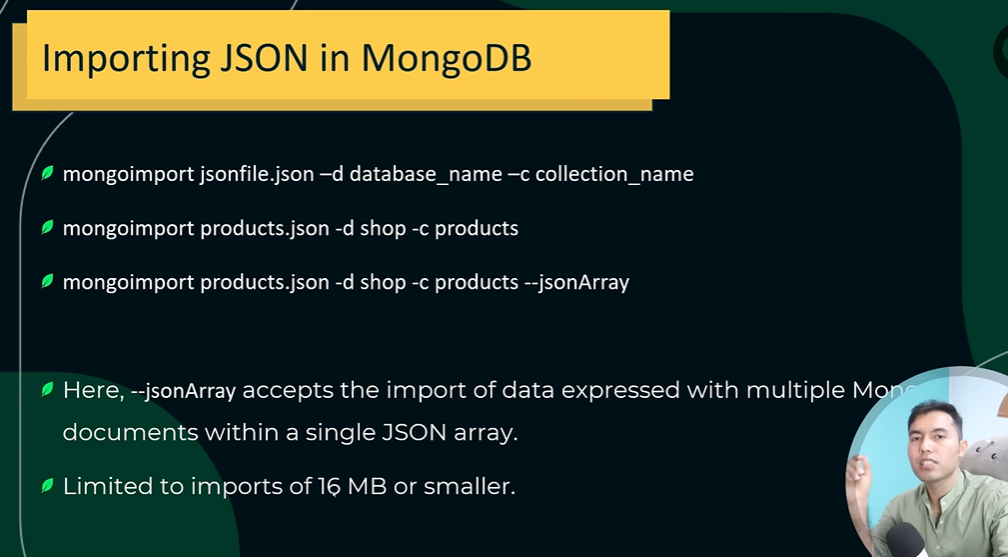 Importing JSON in MongoDB
mongoimport jsonfile.json –d database_name –c collection_name
mongoimport products.json -d shop -c products
mongoimport products.json -d shop -c products --jsonArray
Here, --jsonArray accepts the import of data expressed with multiple
documents within a single JSON array.
Limited to imports of 16 MB or smaller.